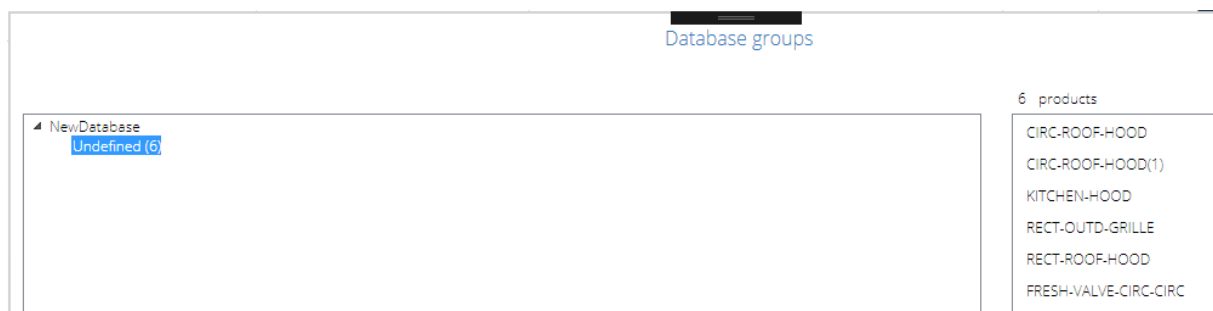 Database groups
6 products
NewDatabase
Undefined (6)
CIRC-ROOF-HOOD
CIRC-ROOF-HOOD(1)
KITCHEN-HOOD
RECT-OUTD-GRILLE
RECT-ROOF-HOOD
FRESH-VALVE-CIRC-CIRC